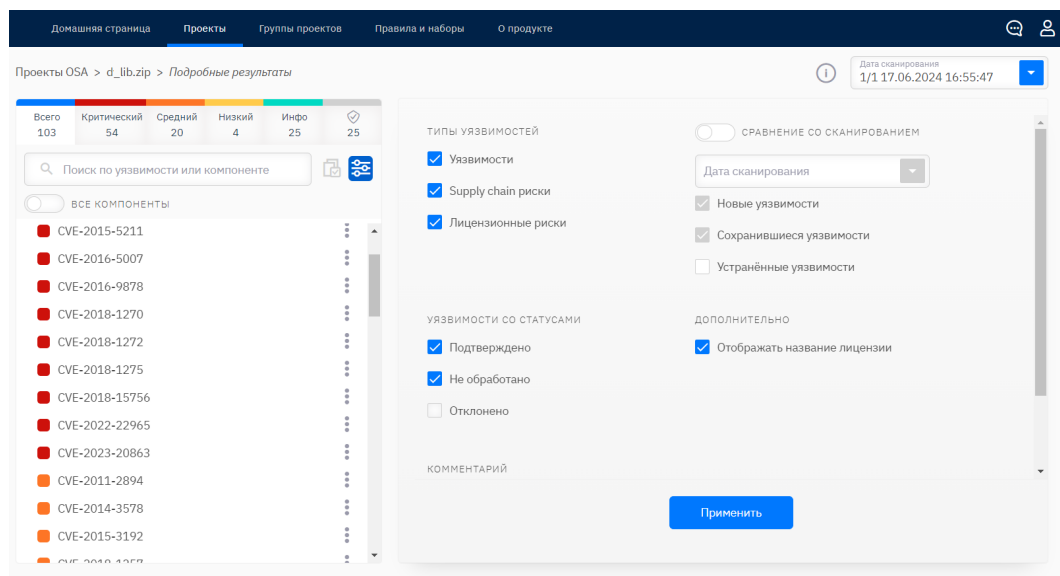 Домашняя страница Проекты Группы проектов Правила и наборы О продукте
Проекты OSA > d_lib.zip > Подробные результаты
Дата сканирования
1/1 17.06.2024 16:55:47
Всего Критический Средний Низкий Инфо
103 54 20 4 25 25
Поиск по уязвимости или компоненте
ВСЕ КОМПОНЕНТЫ
CVE-2015-5211
CVE-2016-5007
CVE-2016-9878
CVE-2018-1270
CVE-2018-1272
CVE-2018-1275
CVE-2018-15756
CVE-2022-22965
CVE-2023-20863
CVE-2011-2894
CVE-2014-3578
CVE-2015-3192
ТИПЫ УЯЗВИМОСТЕЙ
Уязвимости
Supply chain риски
Лицензионные риски
СРАВНЕНИЕ СО СКАНИРОВАНИЕМ
Дата сканирования
Новые уязвимости
Сохранившиеся уязвимости
Устранённые уязвимости
УЯЗВИМОСТИ СО СТАТУСАМИ
Подтверждено
Не обработано
Отклонено
ДОПОЛНИТЕЛЬНО
Отображать название лицензии
КОММЕНТАРИЙ
Применить